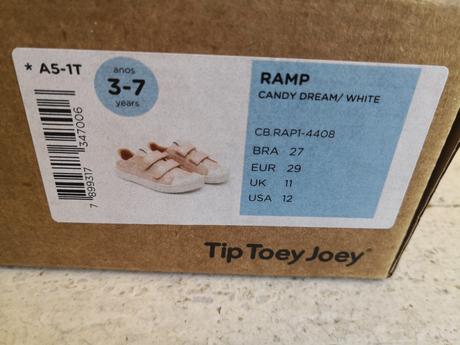 * A5-1T
anos
3-7
years
RAMP
CANDY DREAM/ WHITE
CB.RAP1-4408
BRA 27
EUR 29
UK 11
USA 12
7 899317 347006
Tip Toey Joey®